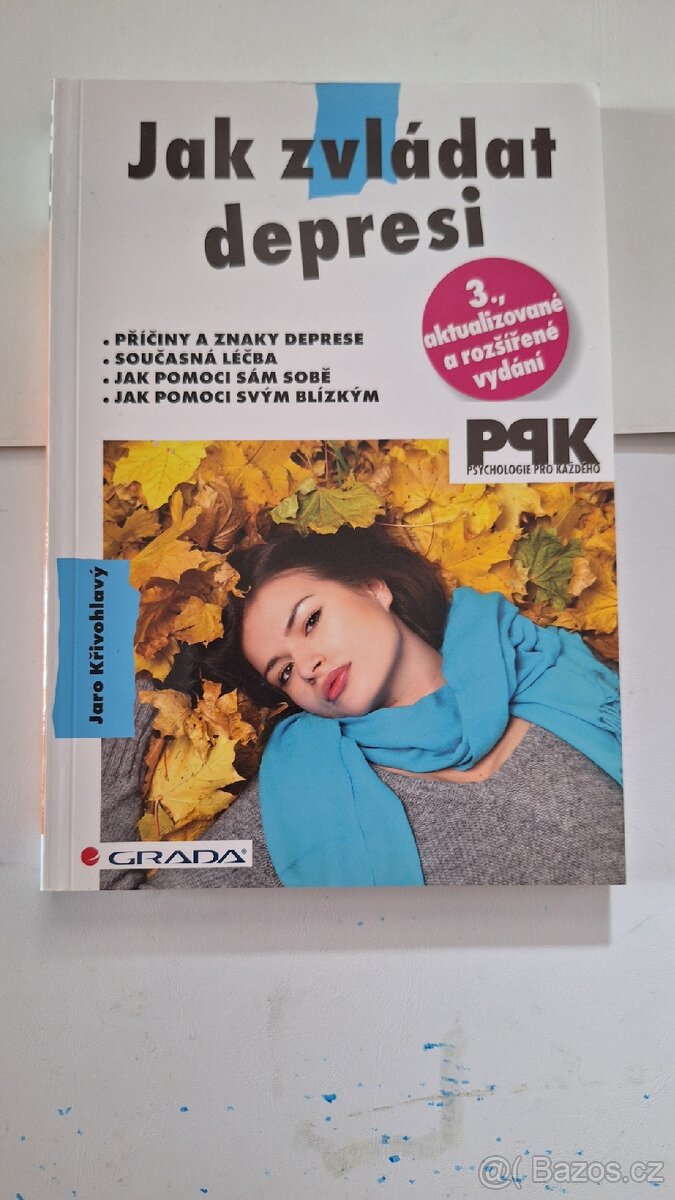 Jak zvládat
depresi
3.,
aktualizované
a rozšířené
vydání
• PŘÍČINY A ZNAKY DEPRESE
• SOUČASNÁ LÉČBA
• JAK POMOCI SÁM SOBĚ
• JAK POMOCI SVÝM BLÍZKÝM
PPK
PSYCHOLOGIE PRO KAŽDÉHO
Jaro Křivohlavý
GRADA®
@( Bazos.cz